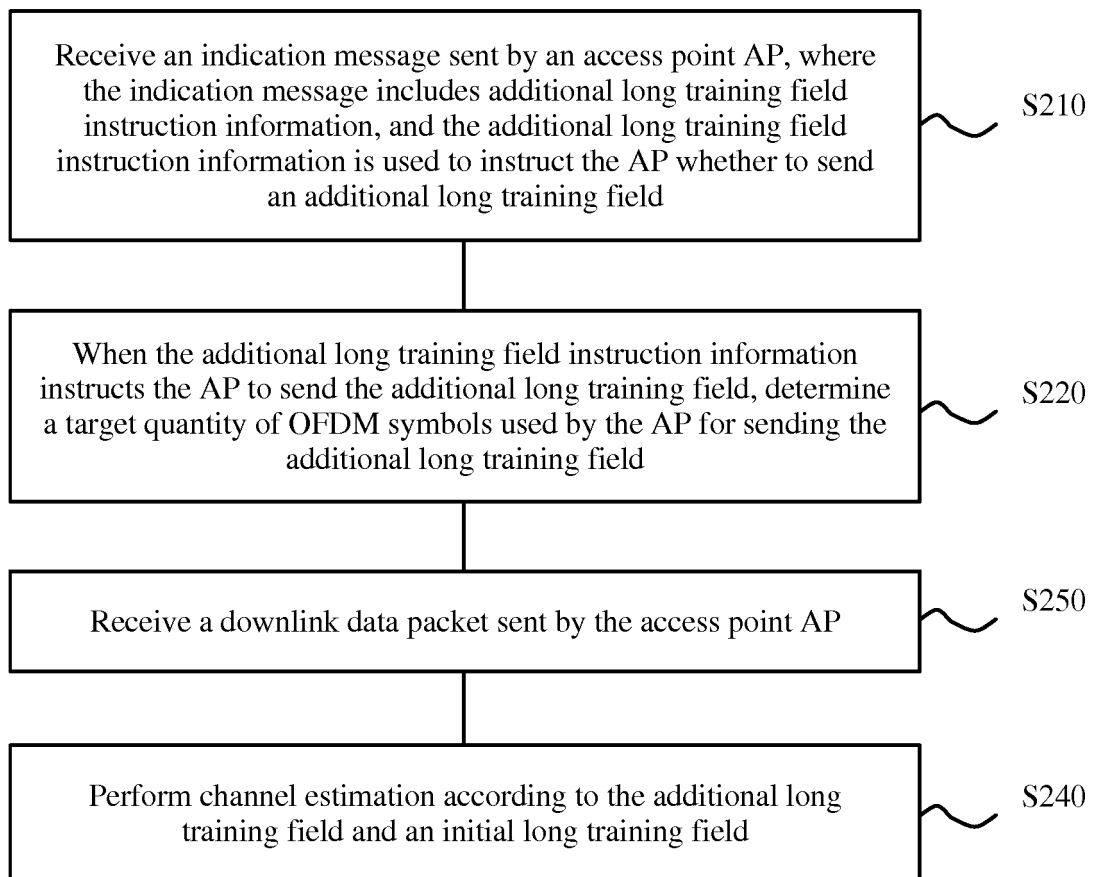 Receive an indication message sent by an access point AP, where
the indication message includes additional long training field
instruction information, and the additional long training field
instruction information is used to instruct the AP whether to send
an additional long training field
S210
When the additional long training field instruction information
instructs the AP to send the additional long training field, determine
a target quantity of OFDM symbols used by the AP for sending the
additional long training field
S220
Receive a downlink data packet sent by the access point AP
S250
Perform channel estimation according to the additional long
training field and an initial long training field
S240